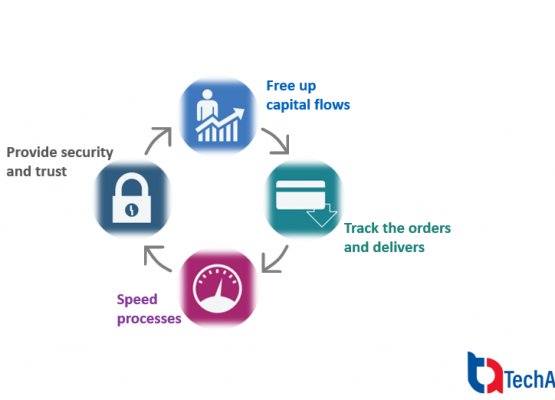 Free up
capital flows
Provide security
and trust
Track the orders
and delivers
Speed
processes
TechA